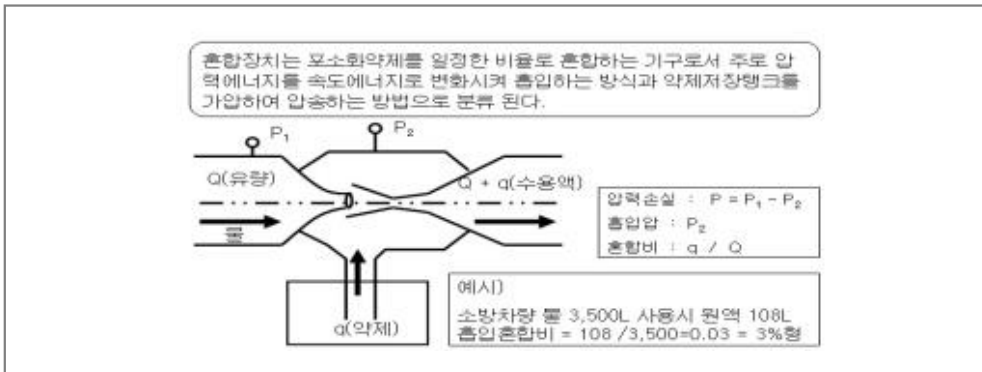 혼합장치는 포소화약제를 일정한 비율로 혼합하는 기구로서 주로 압
력에너지를 속도에너지로 변화시켜 흡입하는 방식과 약제저장탱크를
가압하여 압송하는 방법으로 분류 된다.
P₁
P₂
Q(유량)
Q + q(수용액)
물
q(약제)
압력손실 : P = P₁ - P₂
흡입압 : P₂
혼합비 : q / Q
예시)
소방차량 물 3,500L 사용시 원액 108L
흡입혼합비 = 108 /3,500=0.03 = 3%형